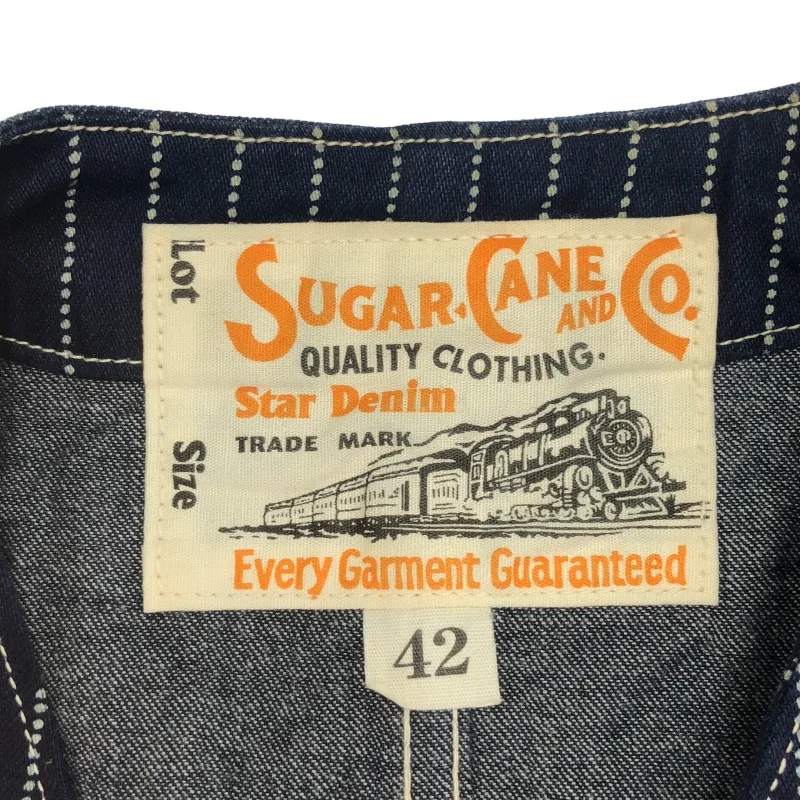 Lot
Size
SUGAR CANE AND CO.
QUALITY CLOTHING.
Star Denim
TRADE MARK
Every Garment Guaranteed
42